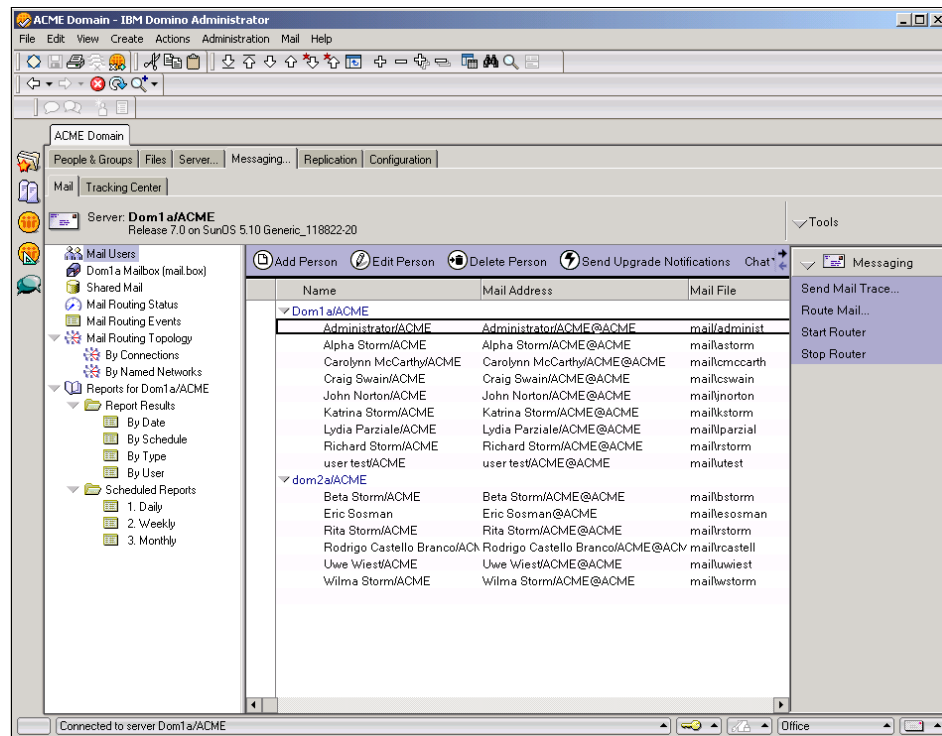 ACME Domain - IBM Domino Administrator
File Edit View Create Actions Administration Mail Help
ACME Domain
People & Groups Files Server... Messaging... Replication Configuration
Mail Tracking Center
Server: Dom1a/ACME
Release 7.0 on SunOS 5.10 Generic_118822-20
Tools
Mail Users
Dom1a Mailbox (mail.box)
Shared Mail
Mail Routing Status
Mail Routing Events
Mail Routing Topology
By Connections
By Named Networks
Reports for Dom1a/ACME
Report Results
By Date
By Schedule
By Type
By User
Scheduled Reports
1. Daily
2. Weekly
3. Monthly
Add Person Edit Person Delete Person Send Upgrade Notifications Chat
Name Mail Address Mail File
Dom1a/ACME
Administrator/ACME Administrator/ACME@ACME mail/administ
Alpha Storm/ACME Alpha Storm/ACME@ACME mail\astorm
Carolynn McCarthy/ACME Carolynn McCarthy/ACME@ACME mail\cmccarth
Craig Swain/ACME Craig Swain/ACME@ACME mail\cswain
John Norton/ACME John Norton/ACME@ACME mail\jnorton
Katrina Storm/ACME Katrina Storm/ACME@ACME mail\kstorm
Lydia Parziale/ACME Lydia Parziale/ACME@ACME mail\lparzial
Richard Storm/ACME Richard Storm/ACME@ACME mail\rstorm
user test/ACME user test/ACME@ACME mail\utest
dom2a/ACME
Beta Storm/ACME Beta Storm/ACME@ACME mail\bstorm
Eric Sosman Eric Sosman@ACME mail\esosman
Rita Storm/ACME Rita Storm/ACME@ACME mail\rstorm
Rodrigo Castello Branco/ACM Rodrigo Castello Branco/ACME@ACM mail\rcastell
Uwe Wiest/ACME Uwe Wiest/ACME@ACME mail\uwiest
Wilma Storm/ACME Wilma Storm/ACME@ACME mail\wstorm
Messaging
Send Mail Trace...
Route Mail...
Start Router
Stop Router
Connected to server Dom1a/ACME
Office